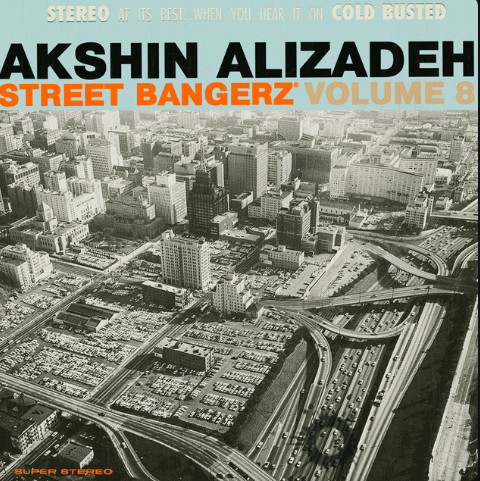 STEREO AT ITS BEST...WHEN YOU HEAR IT ON COLD BUSTED
AKSHIN ALIZADEH
STREET BANGERZ® VOLUME 8
SUPER STEREO